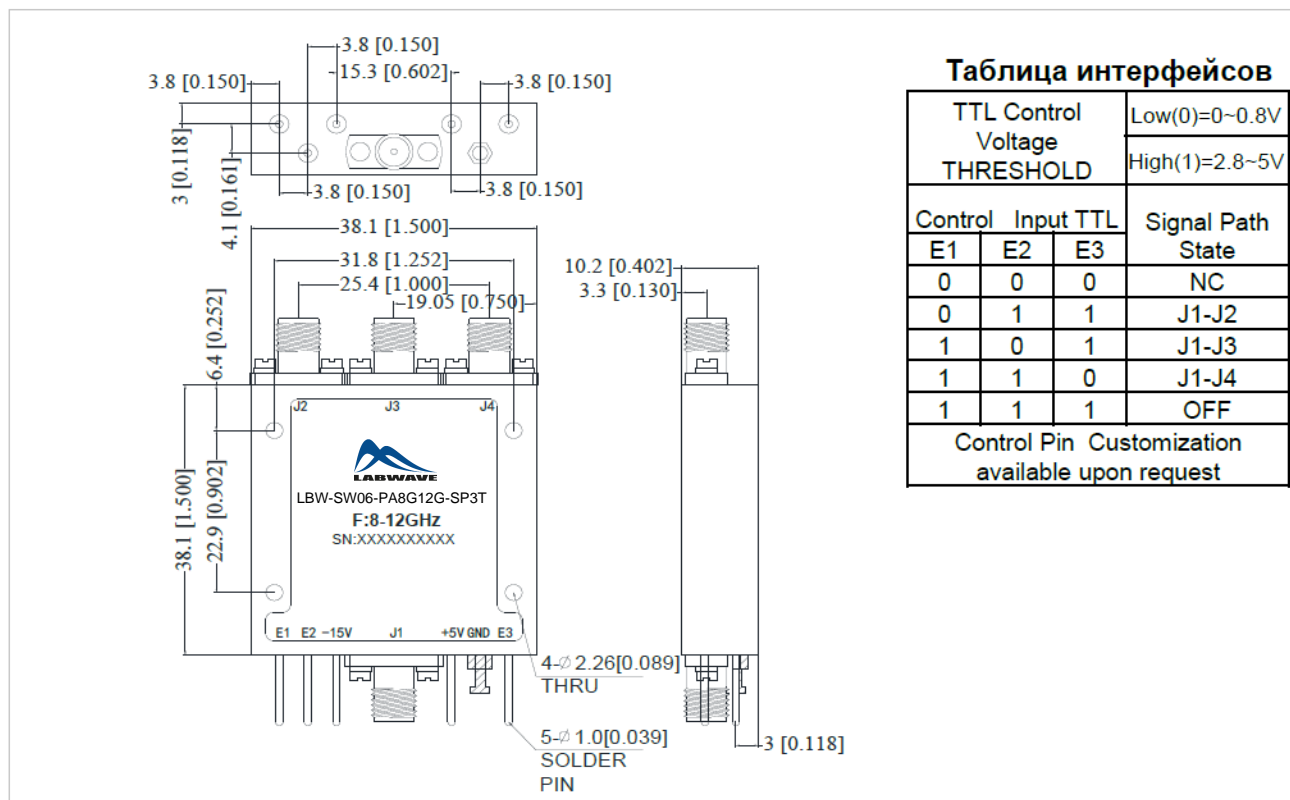 3.8 [0.150]
15.3 [0.602]
3.8 [0.150]
3.8 [0.150]
3 [0.118]
4.1 [0.161]
3.8 [0.150]
3.8 [0.150]
38.1 [1.500]
31.8 [1.252]
25.4 [1.000]
19.05 [0.750]
6.4 [0.252]
38.1 [1.500]
22.9 [0.902]
J2 J3 J4
LABWAVE
LBW-SW06-PA8G12G-SP3T
F:8-12GHz
SN:XXXXXXXXXX
E1 E2 -15V J1 +5V GND E3
4-Ø 2.26[0.089]
THRU
5-Ø 1.0[0.039]
SOLDER
PIN
10.2 [0.402]
3.3 [0.130]
3 [0.118]
Таблица интерфейсов
TTL Control
Voltage
THRESHOLD
Low(0)=0~0.8V
High(1)=2.8~5V
Control Input TTL
Signal Path
State
E1 E2 E3
0 0 0 NC
0 1 1 J1-J2
1 0 1 J1-J3
1 1 0 J1-J4
1 1 1 OFF
Control Pin Customization
available upon request